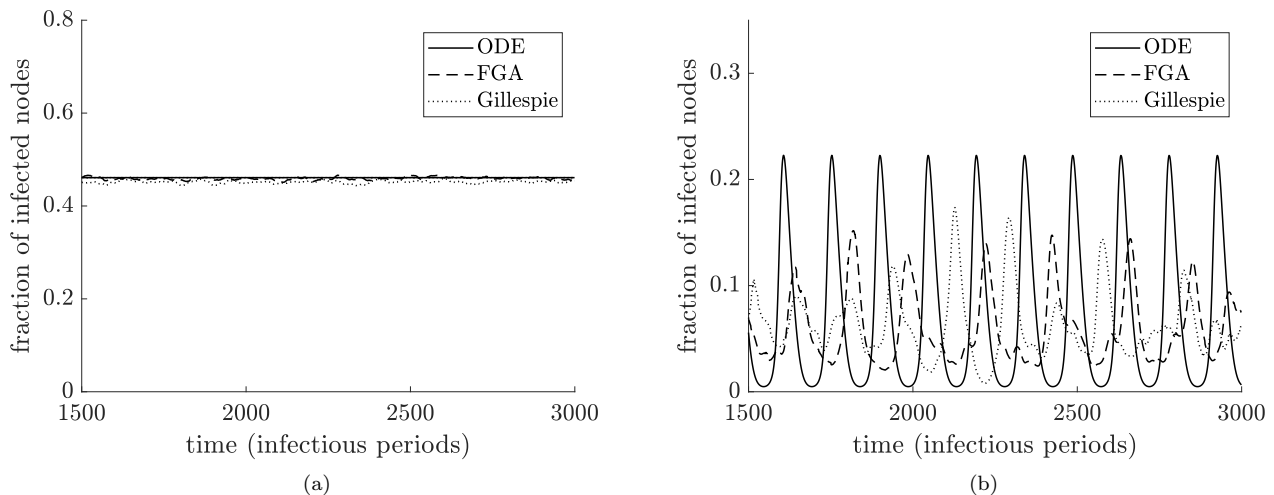 0.8
0.6
0.4
0.2
0
fraction of infected nodes
ODE
FGA
Gillespie
1500 2000 2500 3000
time (infectious periods)
(a)
0.3
0.2
0.1
0
fraction of infected nodes
ODE
FGA
Gillespie
1500 2000 2500 3000
time (infectious periods)
(b)